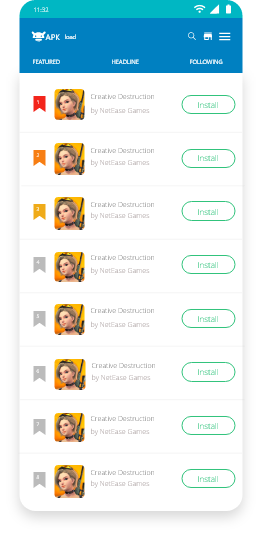 11:32
APK load
FEATURED HEADLINE FOLLOWING
1
Creative Destruction
by NetEase Games
Install
2
Creative Destruction
by NetEase Games
Install
3
Creative Destruction
by NetEase Games
Install
4
Creative Destruction
by NetEase Games
Install
5
Creative Destruction
by NetEase Games
Install
6
Creative Destruction
by NetEase Games
Install
7
Creative Destruction
by NetEase Games
Install
8
Creative Destruction
by NetEase Games
Install